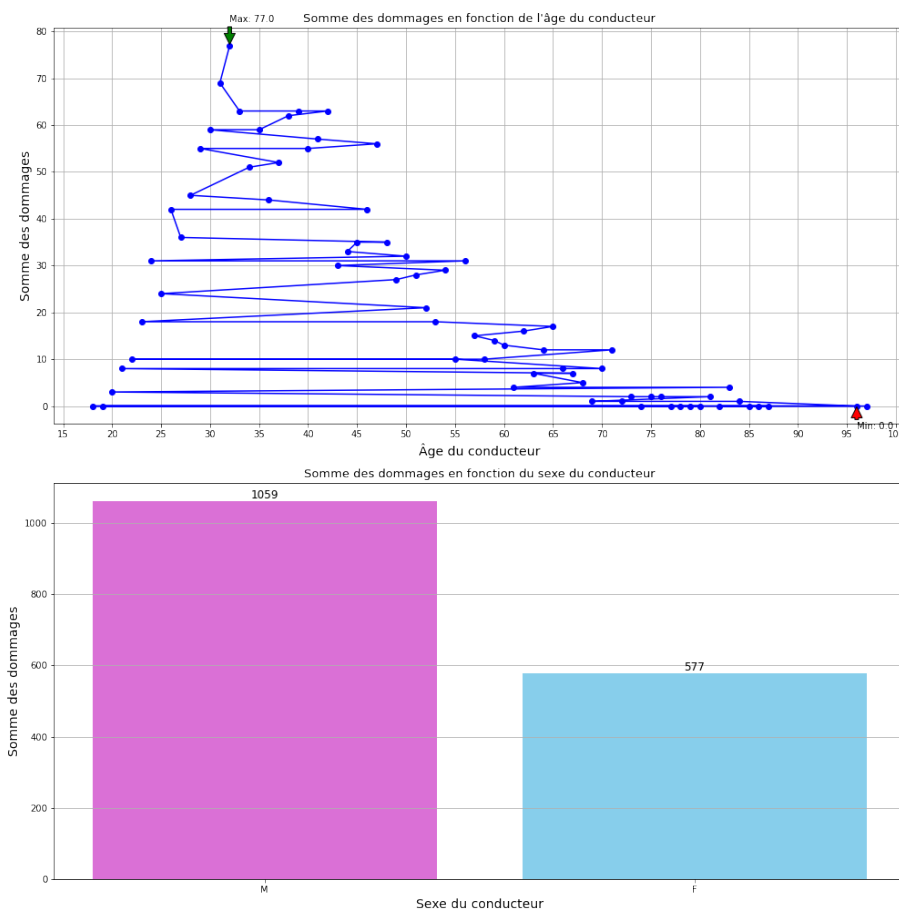 Max. 77.0
Somme des dommages en fonction de l'âge du conducteur
80
70
60
50
40
30
20
10
0
Somme des dommages
15 20 25 30 35 40 45 50 55 60 65 70 75 80 85 90 95
Min: 0.0
Âge du conducteur
Somme des dommages en fonction du sexe du conducteur
1059
577
1000
800
600
400
200
0
Somme des dommages
M F
Sexe du conducteur